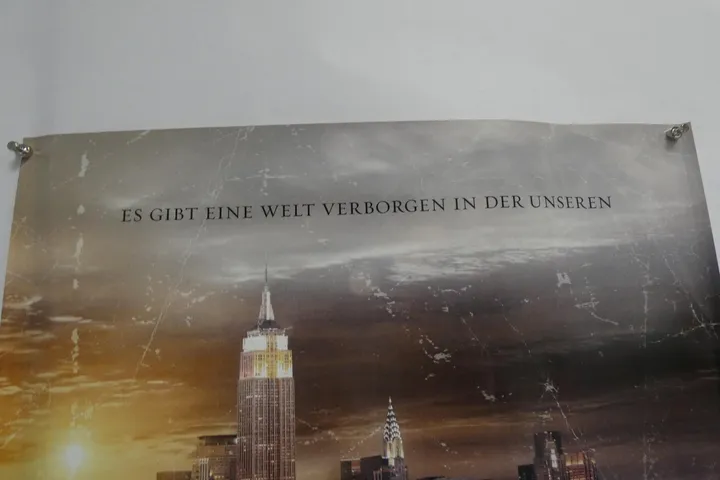 ES GIBT EINE WELT VERBORGEN IN DER UNSEREN